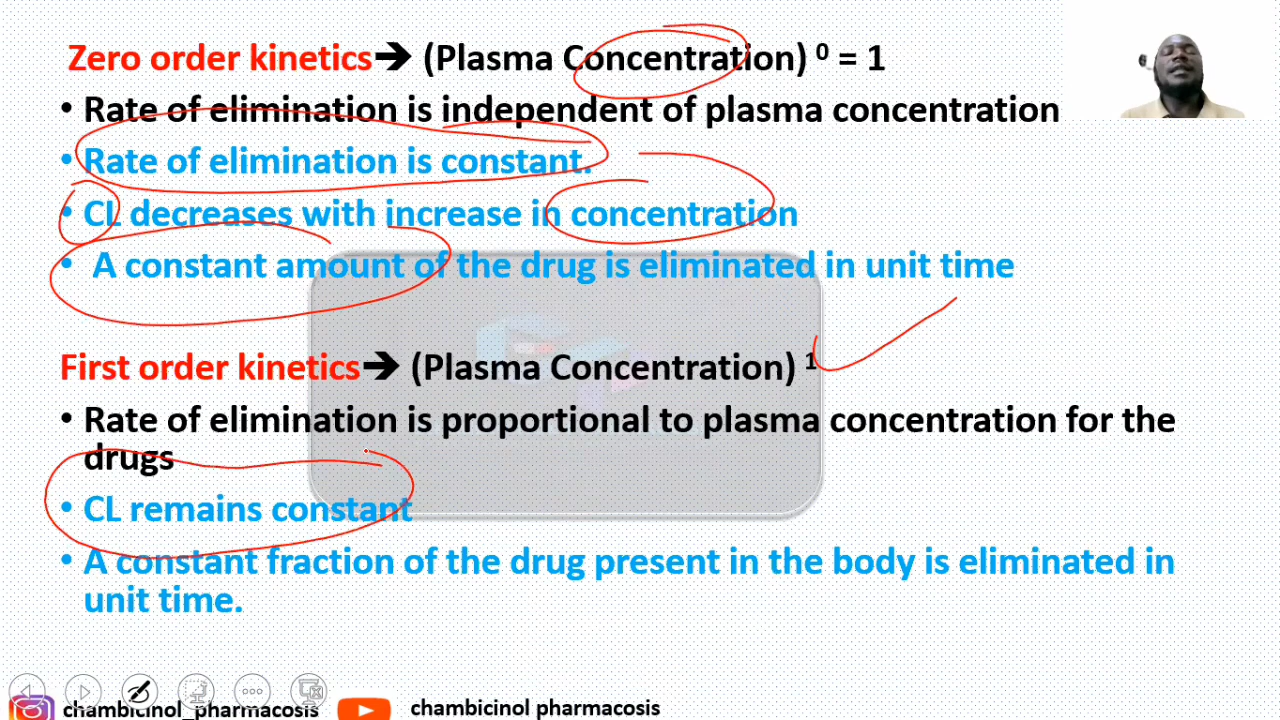 Zero order kinetics➔ (Plasma Concentration) ⁰ = 1
• Rate of elimination is independent of plasma concentration
• Rate of elimination is constant.
• CL decreases with increase in concentration
• A constant amount of the drug is eliminated in unit time
First order kinetics➔ (Plasma Concentration) ¹
• Rate of elimination is proportional to plasma concentration for the
drugs
• CL remains constant
• A constant fraction of the drug present in the body is eliminated in
unit time.
chambicinol_pharmacosis
chambicinol pharmacosis